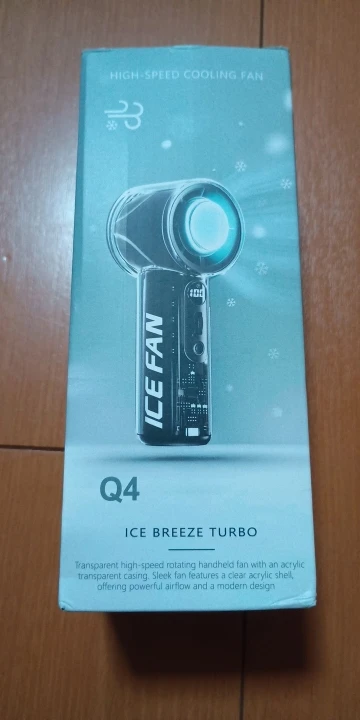 HIGH-SPEED COOLING FAN
100
ICE FAN
Q4
ICE BREEZE TURBO
Transparent high-speed rotating handheld fan with an acrylic
transparent casing. Sleek fan features a clear acrylic shell,
offering powerful airflow and a modern design